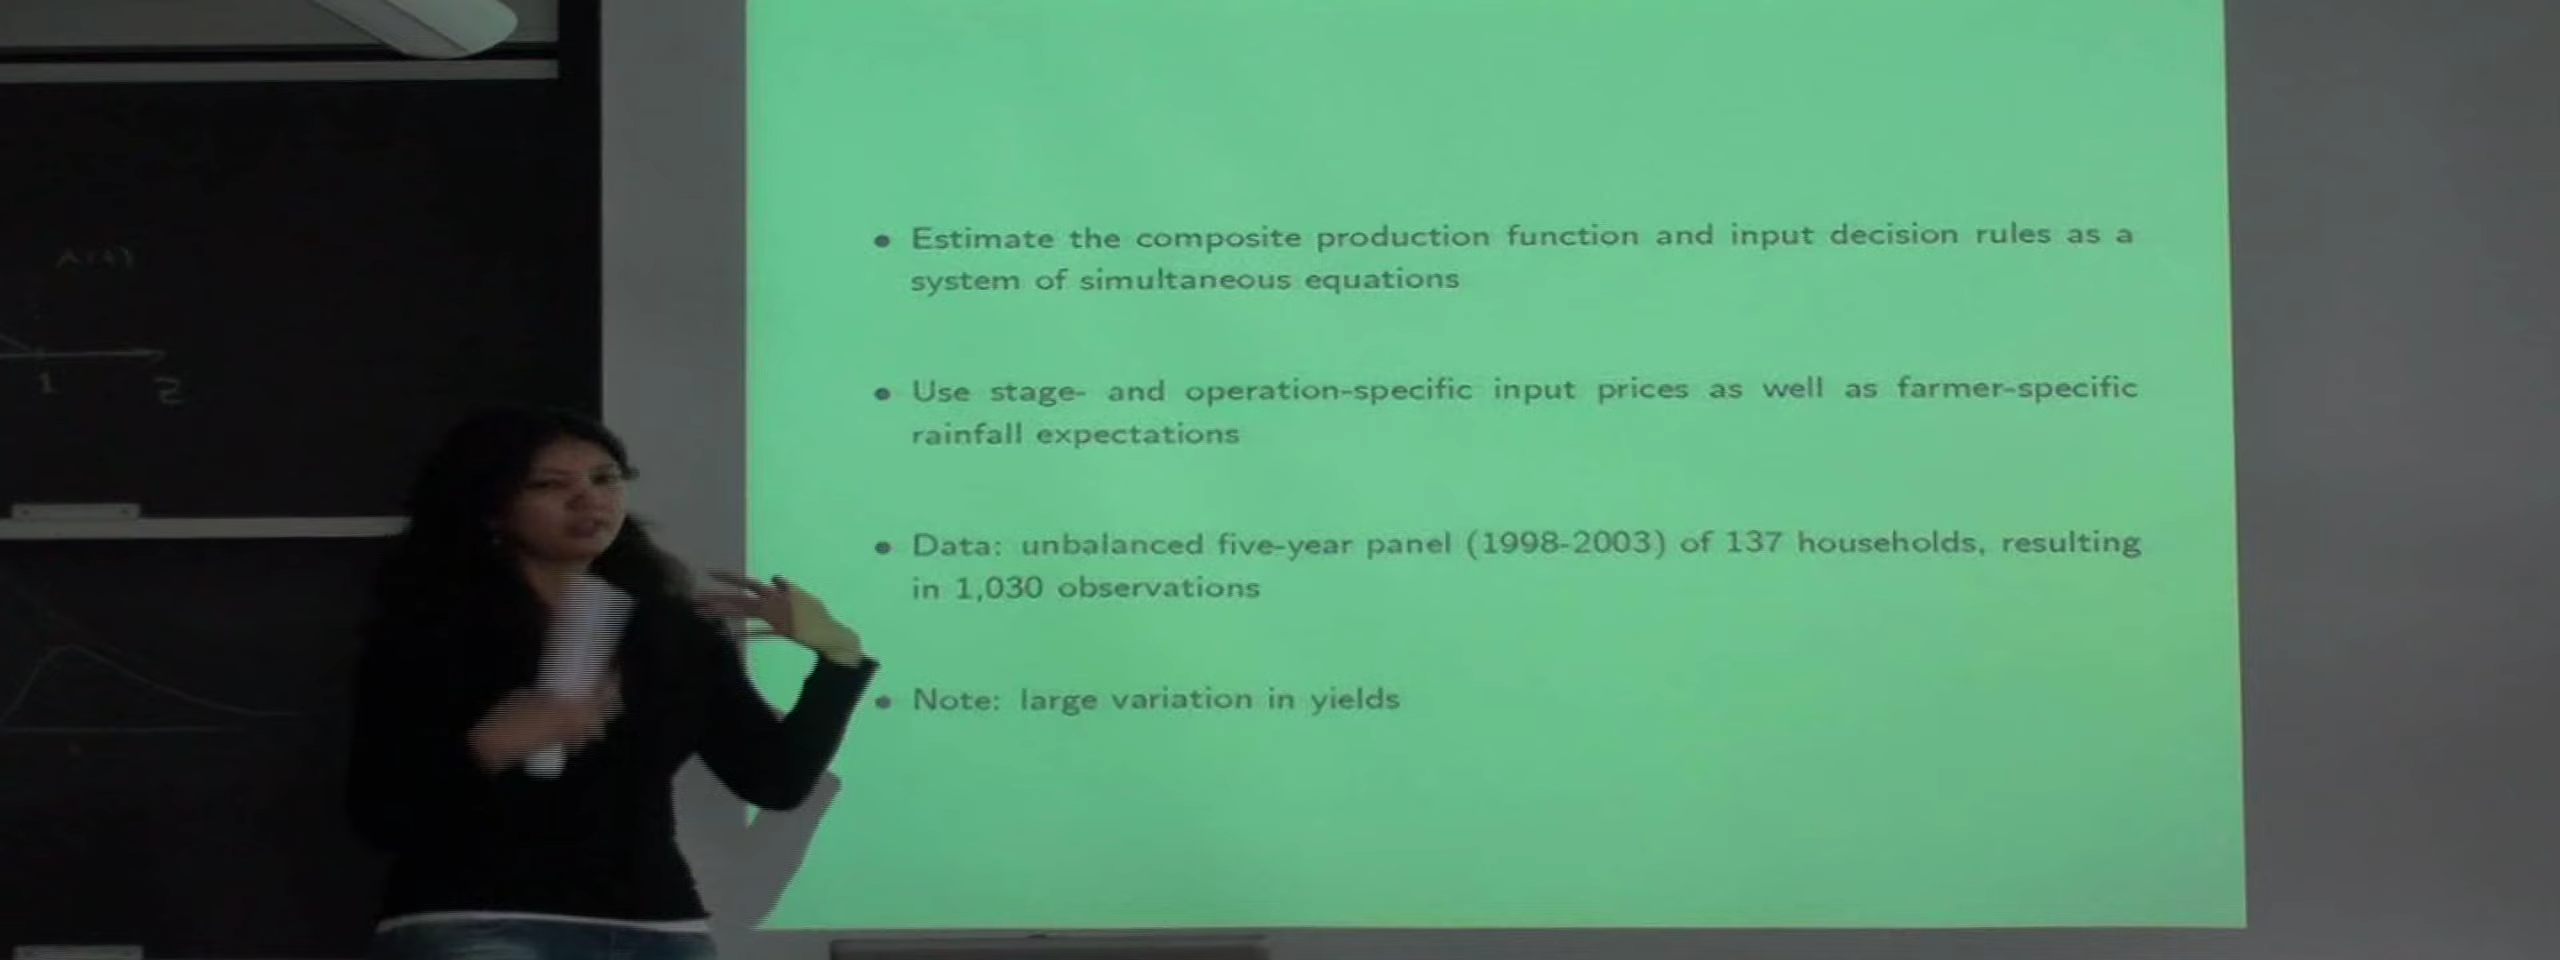 • Estimate the composite production function and input decision rules as a
system of simultaneous equations
• Use stage- and operation-specific input prices as well as farmer-specific
rainfall expectations
• Data: unbalanced five-year panel (1998-2003) of 137 households, resulting
in 1,030 observations
• Note: large variation in yields
1